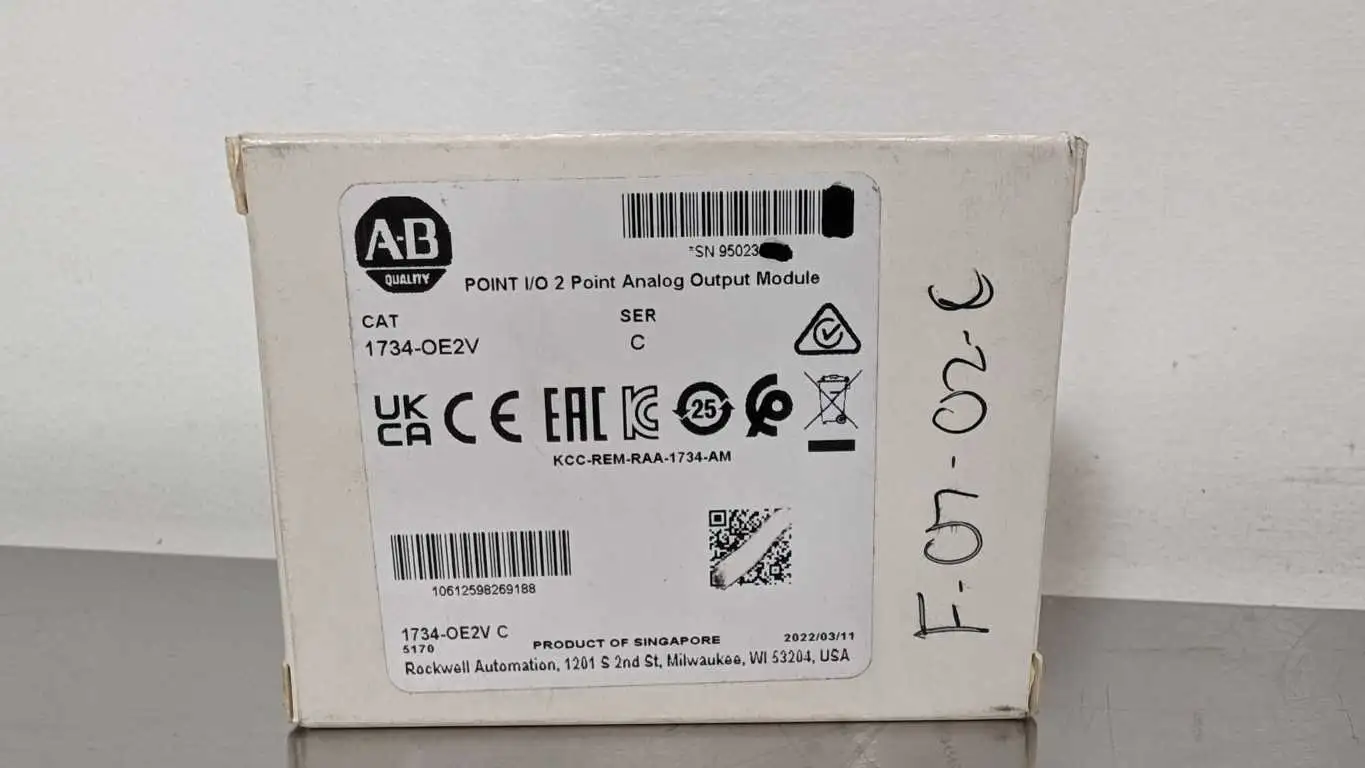 A-B
QUALITY
*SN 95023
POINT I/O 2 Point Analog Output Module
CAT
SER
1734-OE2V
C
UK
CA CE EAC KC 25
KCC-REM-RAA-1734-AM
10612598269188
1734-OE2V C
5170
PRODUCT OF SINGAPORE
2022/03/11
Rockwell Automation, 1201 S 2nd St, Milwaukee, WI 53204, USA
F-05-02-C